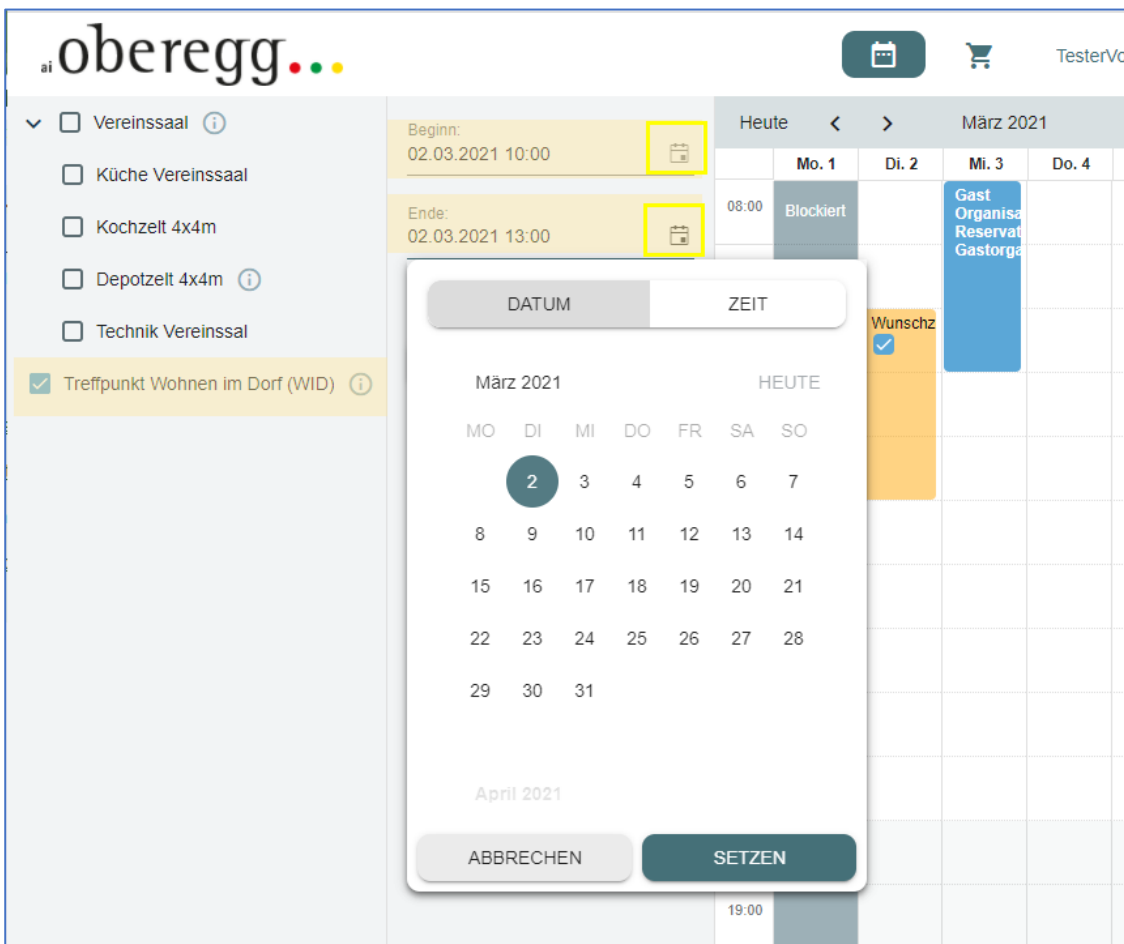 ai oberegg...
TesterVo
Vereinssaal
Küche Vereinssaal
Kochzelt 4x4m
Depotzelt 4x4m
Technik Vereinssal
Treffpunkt Wohnen im Dorf (WID)
Beginn:
02.03.2021 10:00
Ende:
02.03.2021 13:00
DATUM ZEIT
März 2021 HEUTE
MO DI MI DO FR SA SO
2 3 4 5 6 7
8 9 10 11 12 13 14
15 16 17 18 19 20 21
22 23 24 25 26 27 28
29 30 31
April 2021
ABBRECHEN SETZEN
Heute März 2021
Mo. 1 Di. 2 Mi. 3 Do. 4
08:00
Blockiert
Gast
Organisa
Reservat
Gastorga
Wunschz
19:00